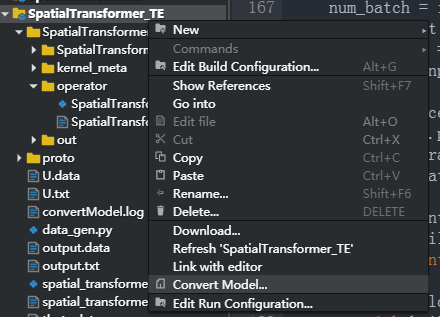 SpatialTransformer_TE
SpatialTransformer
SpatialTransfo
kernel_meta
operator
SpatialTransf
SpatialTransfo
out
proto
U.data
U.txt
convertModel.log
data_gen.py
output.data
output.txt
spatial_transforme
spatial_transforme
New
Commands
Edit Build Configuration... Alt+G
Show References Shift+F7
Go into
Edit file Alt+O
Cut Ctrl+X
Copy Ctrl+C
Paste Ctrl+V
Rename... Shift+F6
Delete... DELETE
Download...
Refresh 'SpatialTransformer_TE'
Link with editor
Convert Model...
Edit Run Configuration...
167 num_batch = i